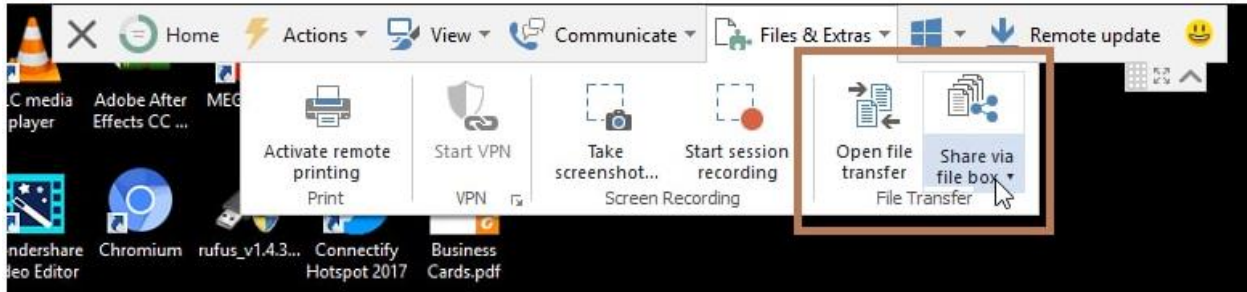 Home Actions View Communicate Files & Extras Remote update
Activate remote
printing
Start VPN
Take
screenshot...
Start session
recording
Open file
transfer
Share via
file box
Print VPN Screen Recording File Transfer
LC media
player
Adobe After
Effects CC ...
MEG
ndershare
deo Editor
Chromium
rufus_v1.4.3...
Connectify
Hotspot 2017
Business
Cards.pdf